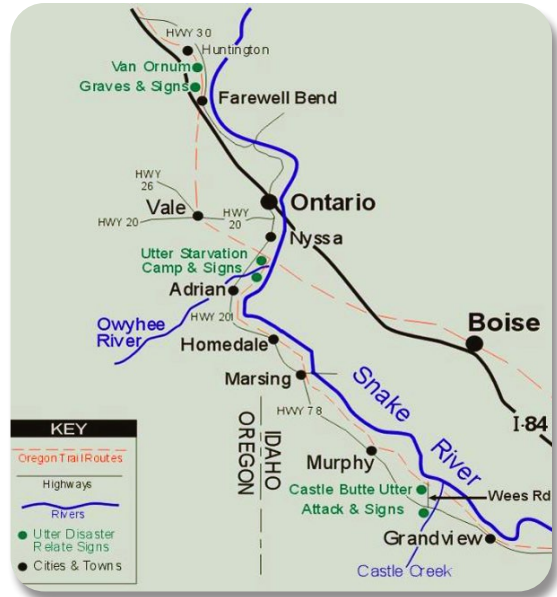 HWY 30
Huntington
Van Ornum
Graves & Signs
Farewell Bend
HWY
26
Vale
HWY 20
HWY
20
Ontario
Nyssa
Utter Starvation
Camp & Signs
Adrian
HWY 201
Owyhee
River
Homedale
Boise
Marsing
Snake
River
HWY 78
I-84
OREGON
IDAHO
Murphy
Castle Butte Utter
Attack & Signs
Wees Rd
Grandview
Castle Creek
KEY
Oregon Trail Routes
Highways
Rivers
Utter Disaster
Relate Signs
Cities & Towns